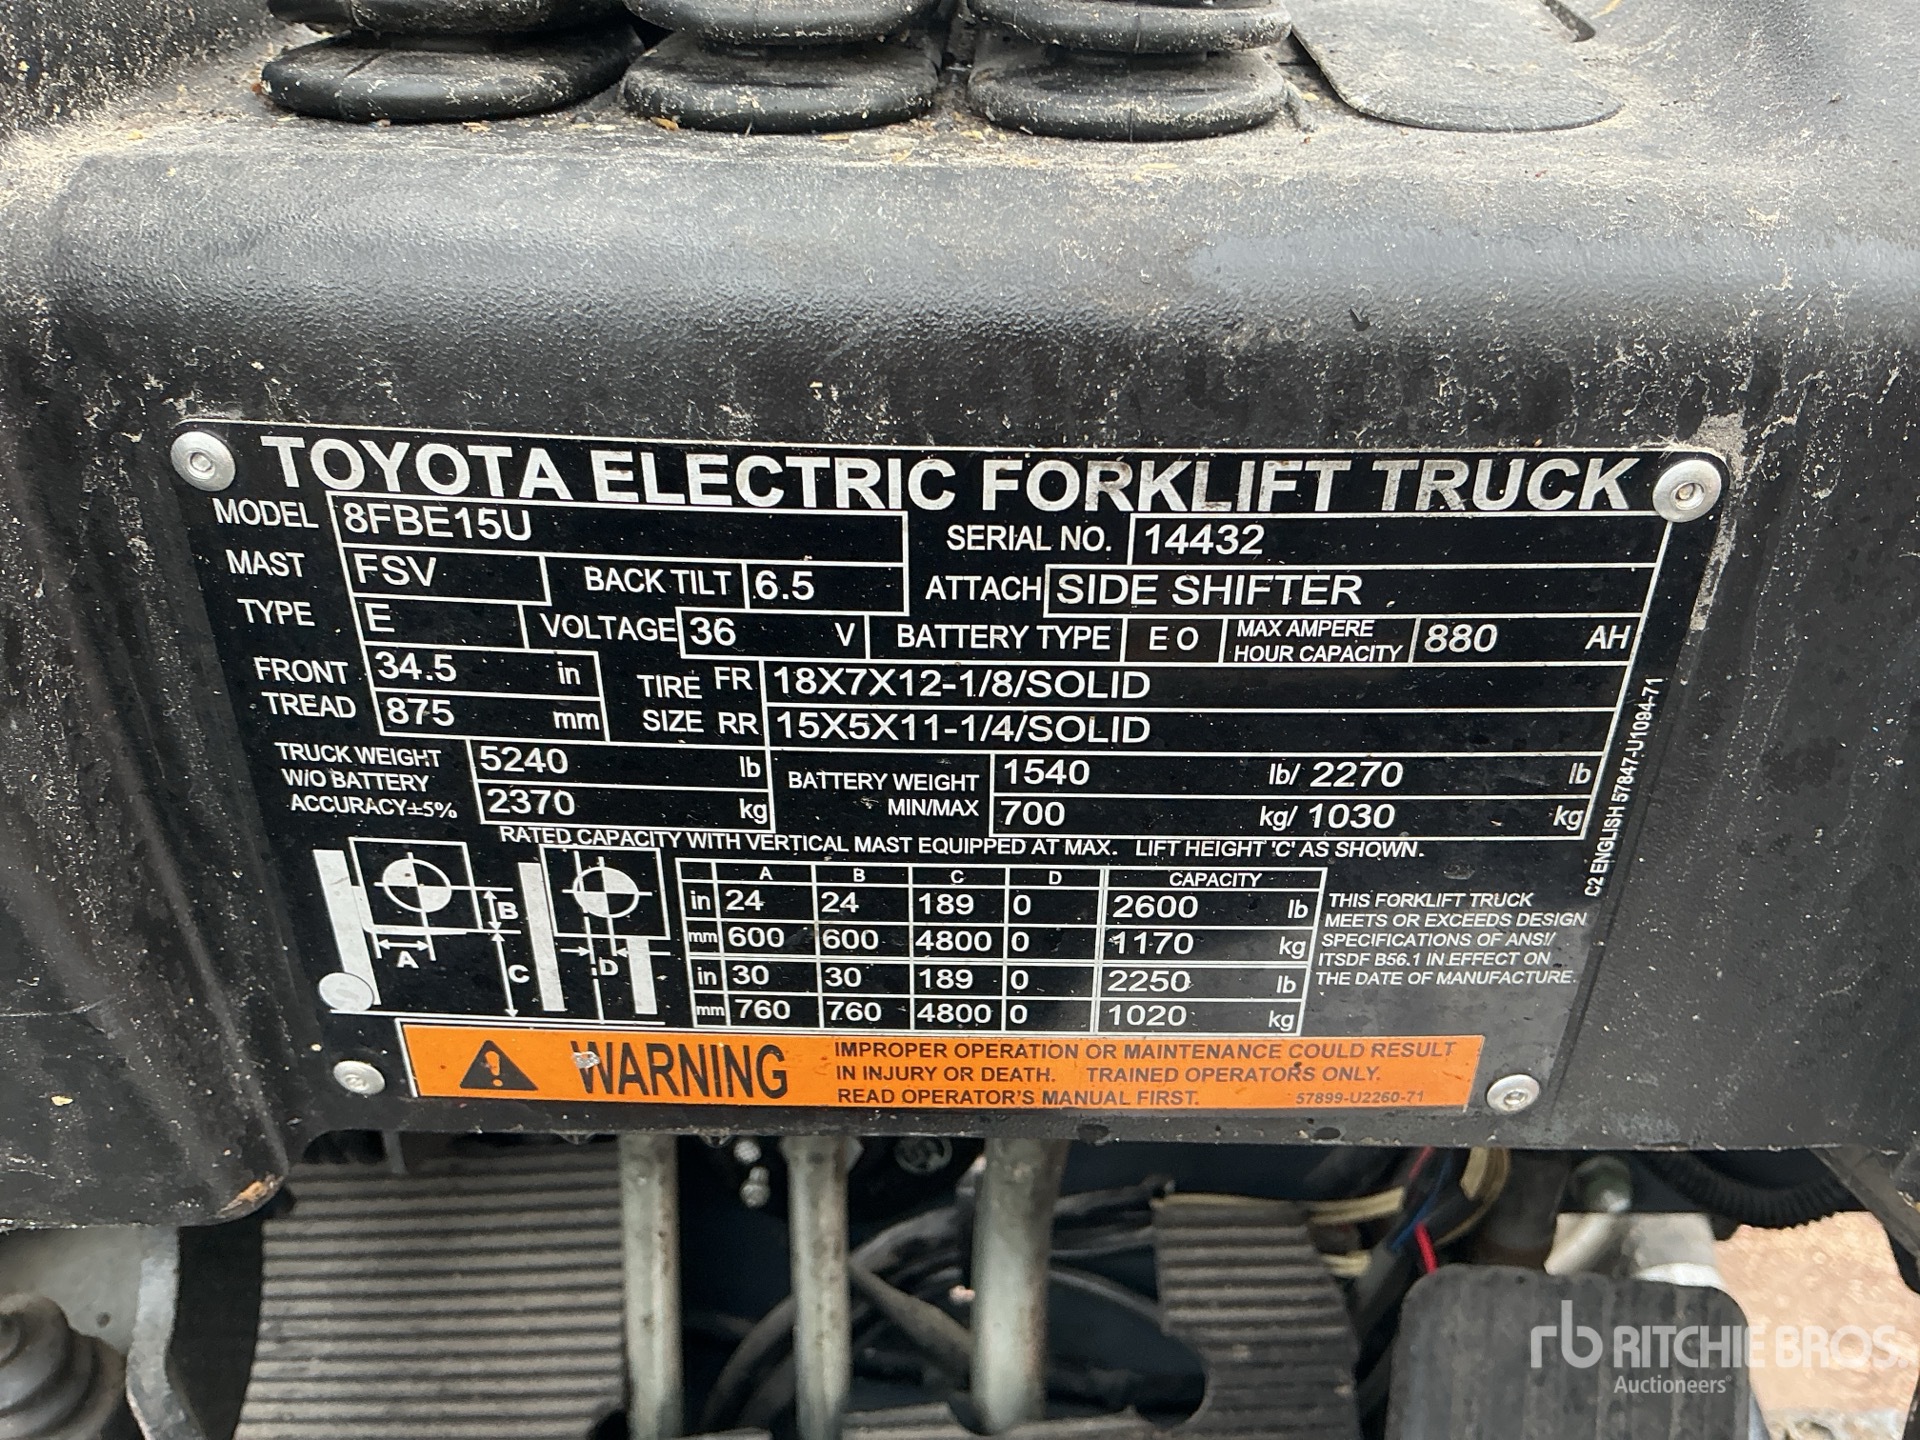 TOYOTA ELECTRIC FORKLIFT TRUCK
MODEL 8FBE15U SERIAL NO. 14432
MAST FSV BACK TILT 6.5 ATTACH SIDE SHIFTER
TYPE E VOLTAGE 36 V BATTERY TYPE E O MAX AMPERE HOUR CAPACITY 880 AH
FRONT TREAD 34.5 in TIRE SIZE FR 18X7X12-1/8/SOLID
875 mm RR 15X5X11-1/4/SOLID
TRUCK WEIGHT W/O BATTERY ACCURACY±5% 5240 lb BATTERY WEIGHT MIN/MAX 1540 lb/ 2270 lb
2370 kg 700 kg/ 1030 kg
RATED CAPACITY WITH VERTICAL MAST EQUIPPED AT MAX. LIFT HEIGHT 'C' AS SHOWN.
A B C D CAPACITY
in 24 24 189 0 2600 lb
mm 600 600 4800 0 1170 kg
in 30 30 189 0 2250 lb
mm 760 760 4800 0 1020 kg
A B C D
THIS FORKLIFT TRUCK
MEETS OR EXCEEDS DESIGN
SPECIFICATIONS OF ANSI/
ITSDF B56.1 IN EFFECT ON
THE DATE OF MANUFACTURE.
C2 ENGLISH 57847-U1094-71
WARNING
IMPROPER OPERATION OR MAINTENANCE COULD RESULT
IN INJURY OR DEATH. TRAINED OPERATORS ONLY.
READ OPERATOR'S MANUAL FIRST. 57899-U2260-71
rb RITCHIE BROS.
Auctioneers